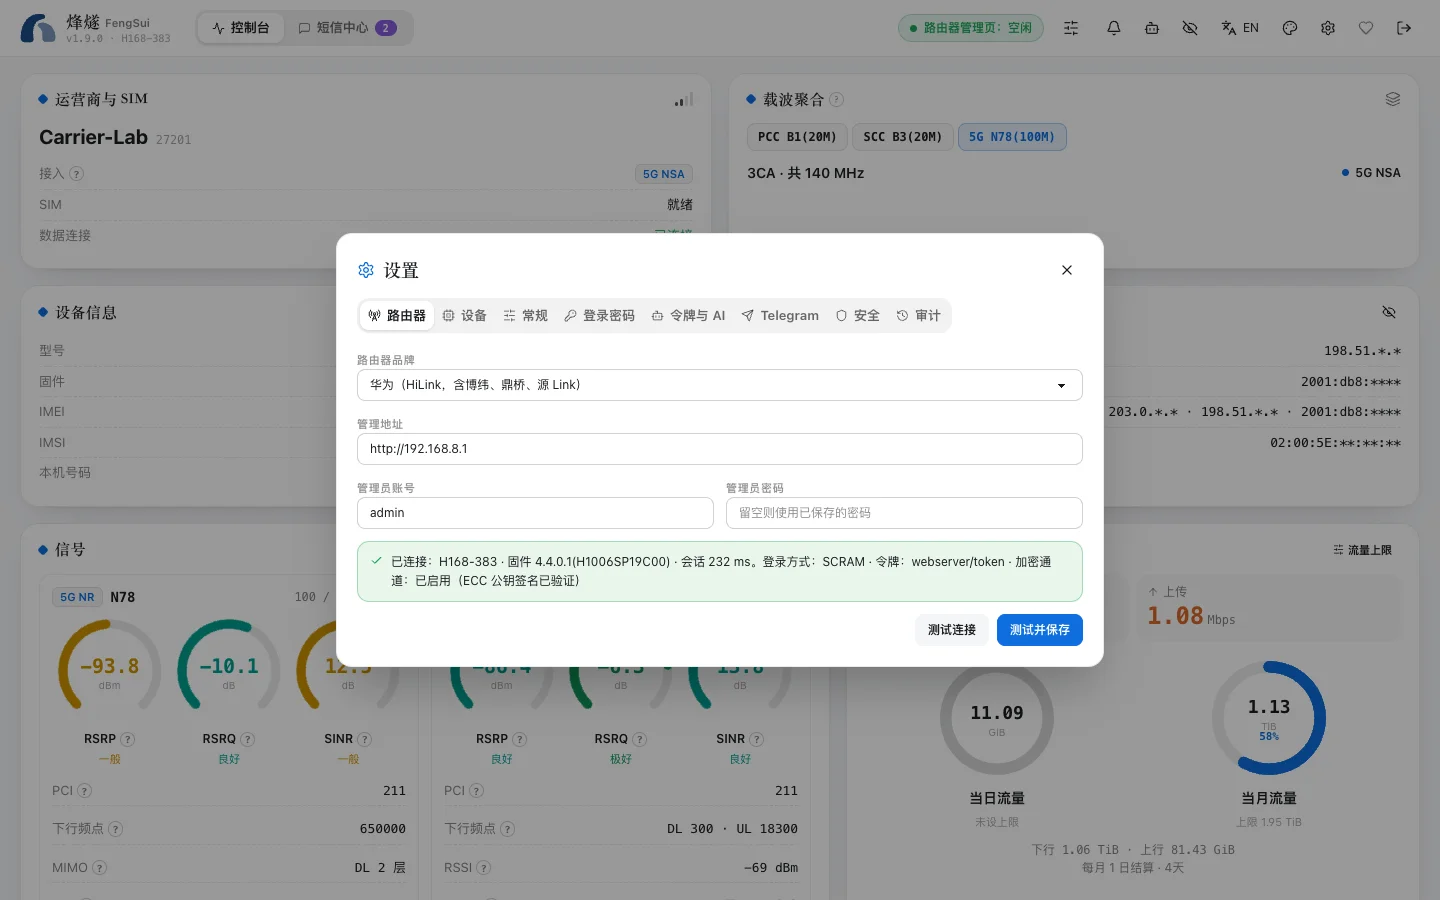 烽燧 FengSui
v1.9.0 · H168-383
控制台
短信中心 2
路由器管理页：空闲
EN
运营商与 SIM
Carrier-Lab 27201
接入 ?
5G NSA
SIM
就绪
数据连接
已连接
载波聚合 ?
PCC B1(20M)
SCC B3(20M)
5G N78(100M)
3CA · 共 140 MHz
5G NSA
设备信息
型号
固件
IMEI
IMSI
本机号码
198.51.*.*
2001:db8:****
203.0.*.* · 198.51.*.* · 2001:db8:****
02:00:5E:**:**:**
设置
路由器
设备
常规
登录密码
令牌与 AI
Telegram
安全
审计
路由器品牌
华为（HiLink，含博纬、鼎桥、源 Link）
管理地址
http://192.168.8.1
管理员账号
管理员密码
admin
留空则使用已保存的密码
已连接：H168-383 · 固件 4.4.0.1(H1006SP19C00) · 会话 232 ms。登录方式：SCRAM · 令牌：webserver/token · 加密通
道：已启用（ECC 公钥签名已验证）
测试连接
测试并保存
信号
5G NR N78
100 /
-93.8
dBm
-10.1
dB
dB
RSRP ?
一般
RSRQ ?
良好
SINR ?
一般
PCI ?
211
下行频点 ?
650000
MIMO ?
DL 2 层
dBm
dB
dB
RSRP ?
良好
RSRQ ?
极好
SINR ?
良好
PCI ?
211
下行频点 ?
DL 300 · UL 18300
RSSI ?
-69 dBm
流量上限
↑ 上传
1.08 Mbps
11.09
GiB
当日流量
未设上限
1.13
TiB
58%
当月流量
上限 1.95 TiB
下行 1.06 TiB · 上行 81.43 GiB
每月 1 日结算 · 4天